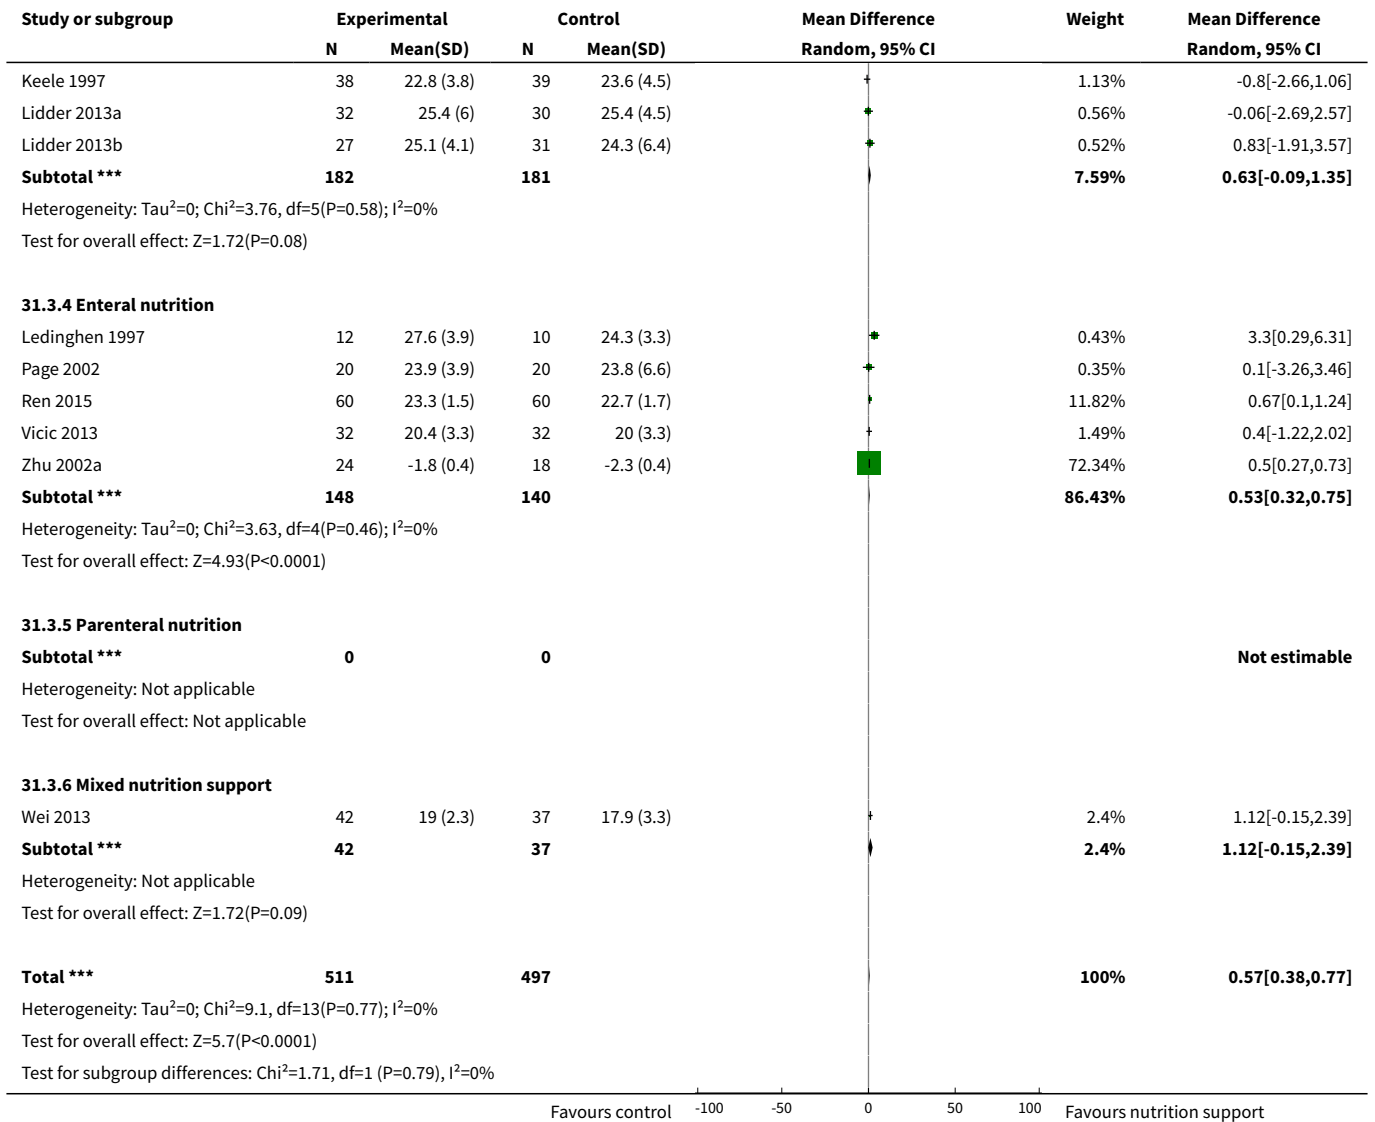 Study or subgroup Experimental Control Mean Difference Weight Mean Difference
N Mean(SD) N Mean(SD) Random, 95% CI Random, 95% CI
Keele 1997 38 22.8 (3.8) 39 23.6 (4.5) 1.13% -0.8[-2.66,1.06]
Lidder 2013a 32 25.4 (6) 30 25.4 (4.5) 0.56% -0.06[-2.69,2.57]
Lidder 2013b 27 25.1 (4.1) 31 24.3 (6.4) 0.52% 0.83[-1.91,3.57]
Subtotal *** 182 181 7.59% 0.63[-0.09,1.35]
Heterogeneity: Tau²=0; Chi²=3.76, df=5(P=0.58); I²=0%
Test for overall effect: Z=1.72(P=0.08)
31.3.4 Enteral nutrition
Ledinghen 1997 12 27.6 (3.9) 10 24.3 (3.3) 0.43% 3.3[0.29,6.31]
Page 2002 20 23.9 (3.9) 20 23.8 (6.6) 0.35% 0.1[-3.26,3.46]
Ren 2015 60 23.3 (1.5) 60 22.7 (1.7) 11.82% 0.67[0.1,1.24]
Vicic 2013 32 20.4 (3.3) 32 20 (3.3) 1.49% 0.4[-1.22,2.02]
Zhu 2002a 24 -1.8 (0.4) 18 -2.3 (0.4) 72.34% 0.5[0.27,0.73]
Subtotal *** 148 140 86.43% 0.53[0.32,0.75]
Heterogeneity: Tau²=0; Chi²=3.63, df=4(P=0.46); I²=0%
Test for overall effect: Z=4.93(P<0.0001)
31.3.5 Parenteral nutrition
Subtotal *** 0 0 Not estimable
Heterogeneity: Not applicable
Test for overall effect: Not applicable
31.3.6 Mixed nutrition support
Wei 2013 42 19 (2.3) 37 17.9 (3.3) 2.4% 1.12[-0.15,2.39]
Subtotal *** 42 37 2.4% 1.12[-0.15,2.39]
Heterogeneity: Not applicable
Test for overall effect: Z=1.72(P=0.09)
Total *** 511 497 100% 0.57[0.38,0.77]
Heterogeneity: Tau²=0; Chi²=9.1, df=13(P=0.77); I²=0%
Test for overall effect: Z=5.7(P<0.0001)
Test for subgroup differences: Chi²=1.71, df=1 (P=0.79), I²=0%
Favours control -100 -50 0 50 100 Favours nutrition support